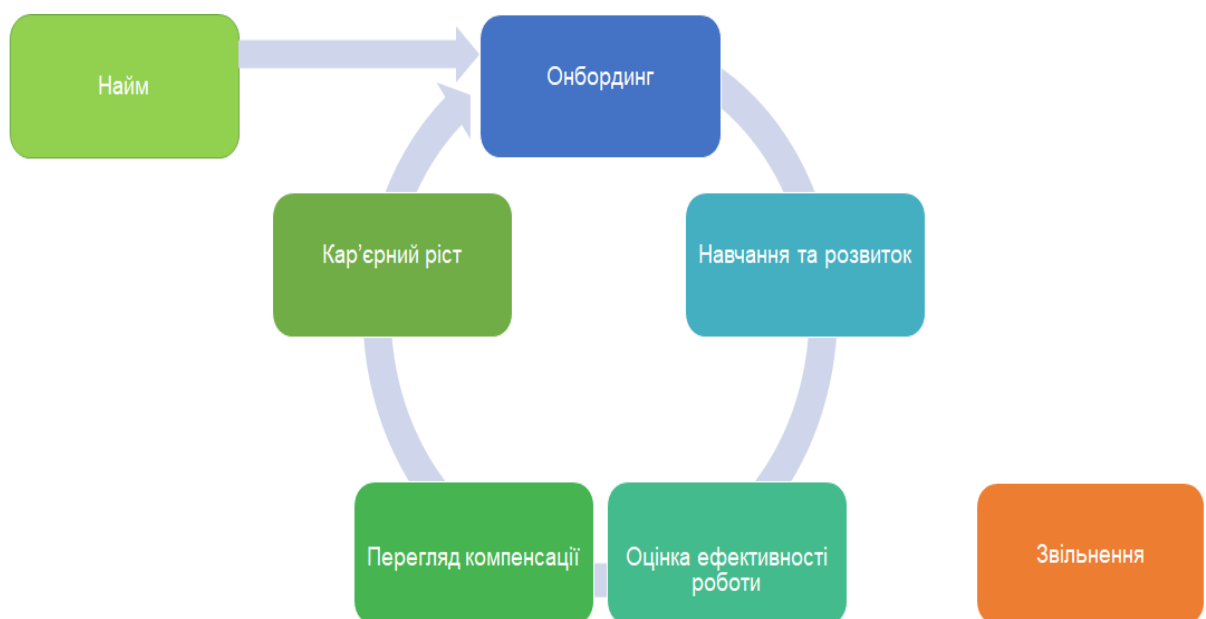 Найм
Онбординг
Кар’єрний ріст
Навчання та розвиток
Перегляд компенсації
Оцінка ефективності
роботи
Звільнення